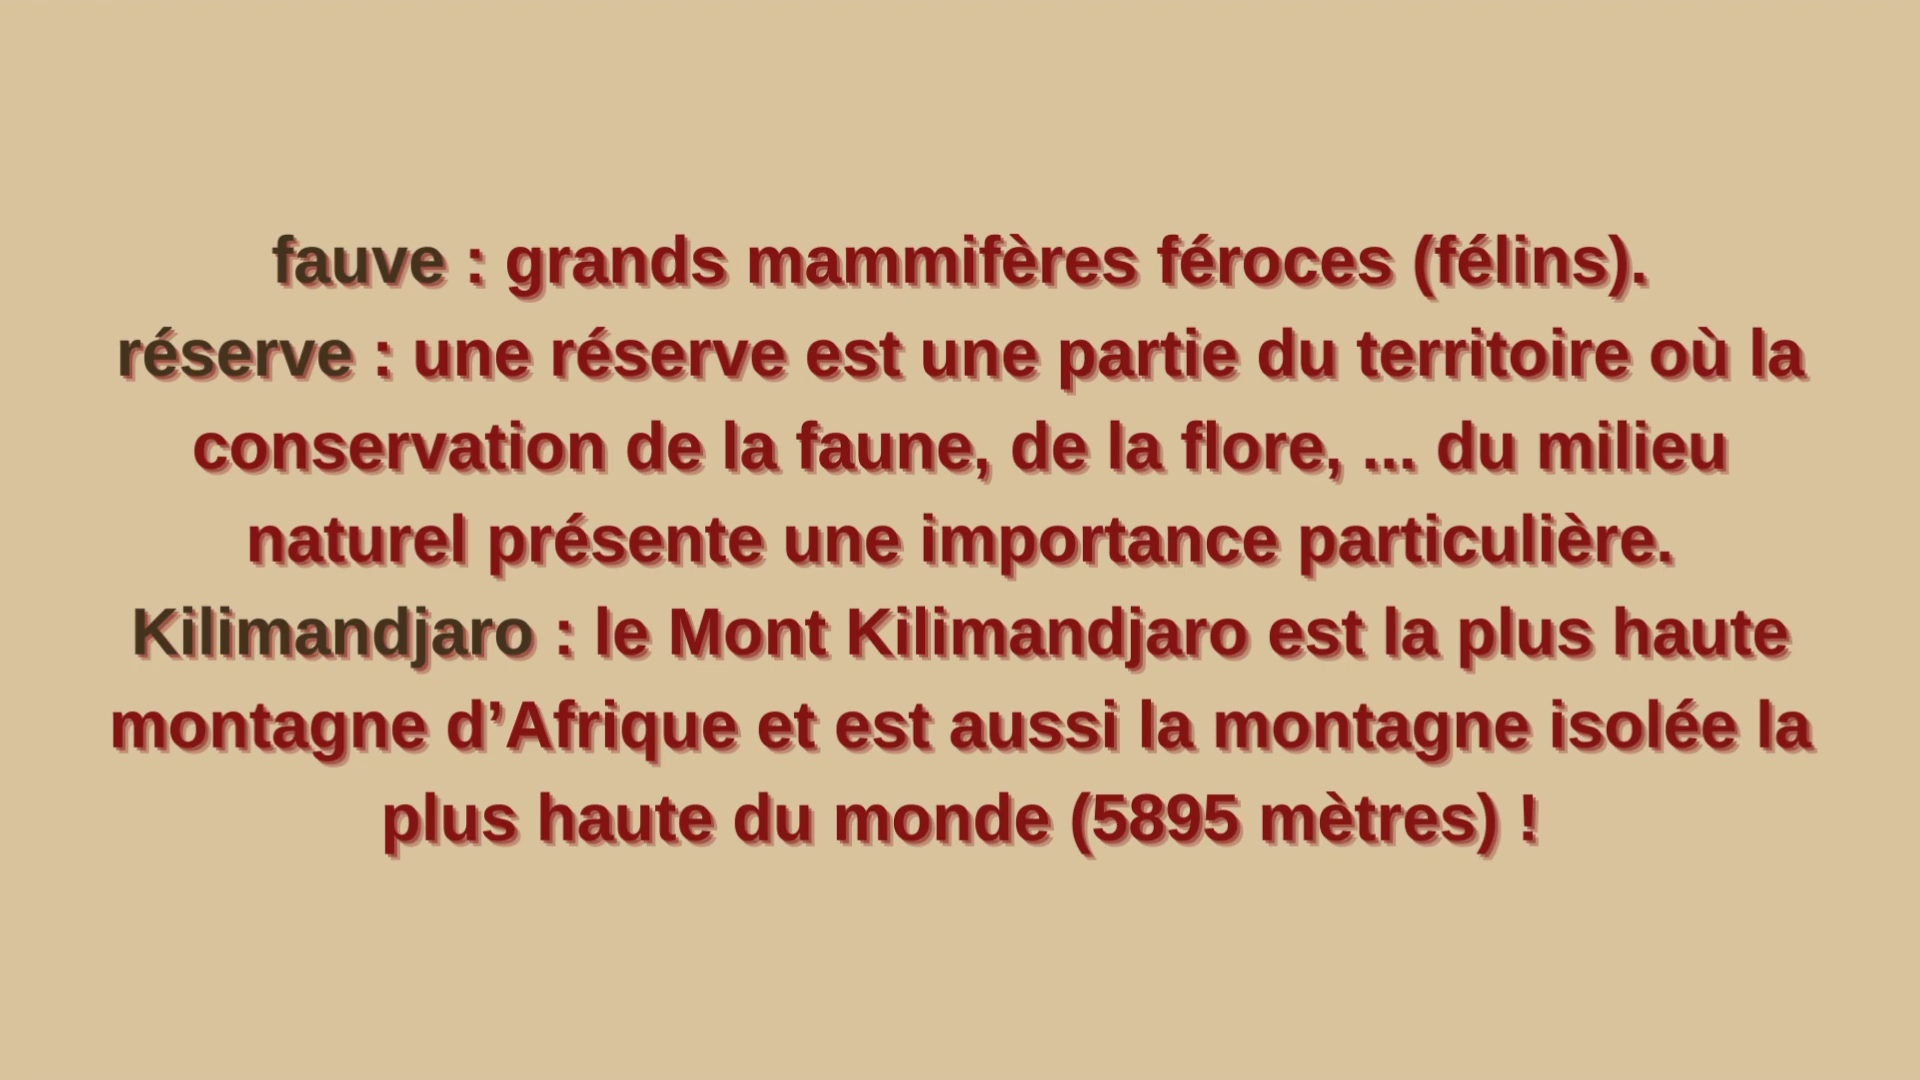 fauve : grands mammifères féroces (félins).
réserve : une réserve est une partie du territoire où la
conservation de la faune, de la flore, ... du milieu
naturel présente une importance particulière.
Kilimandjaro : le Mont Kilimandjaro est la plus haute
montagne d’Afrique et est aussi la montagne isolée la
plus haute du monde (5895 mètres) !